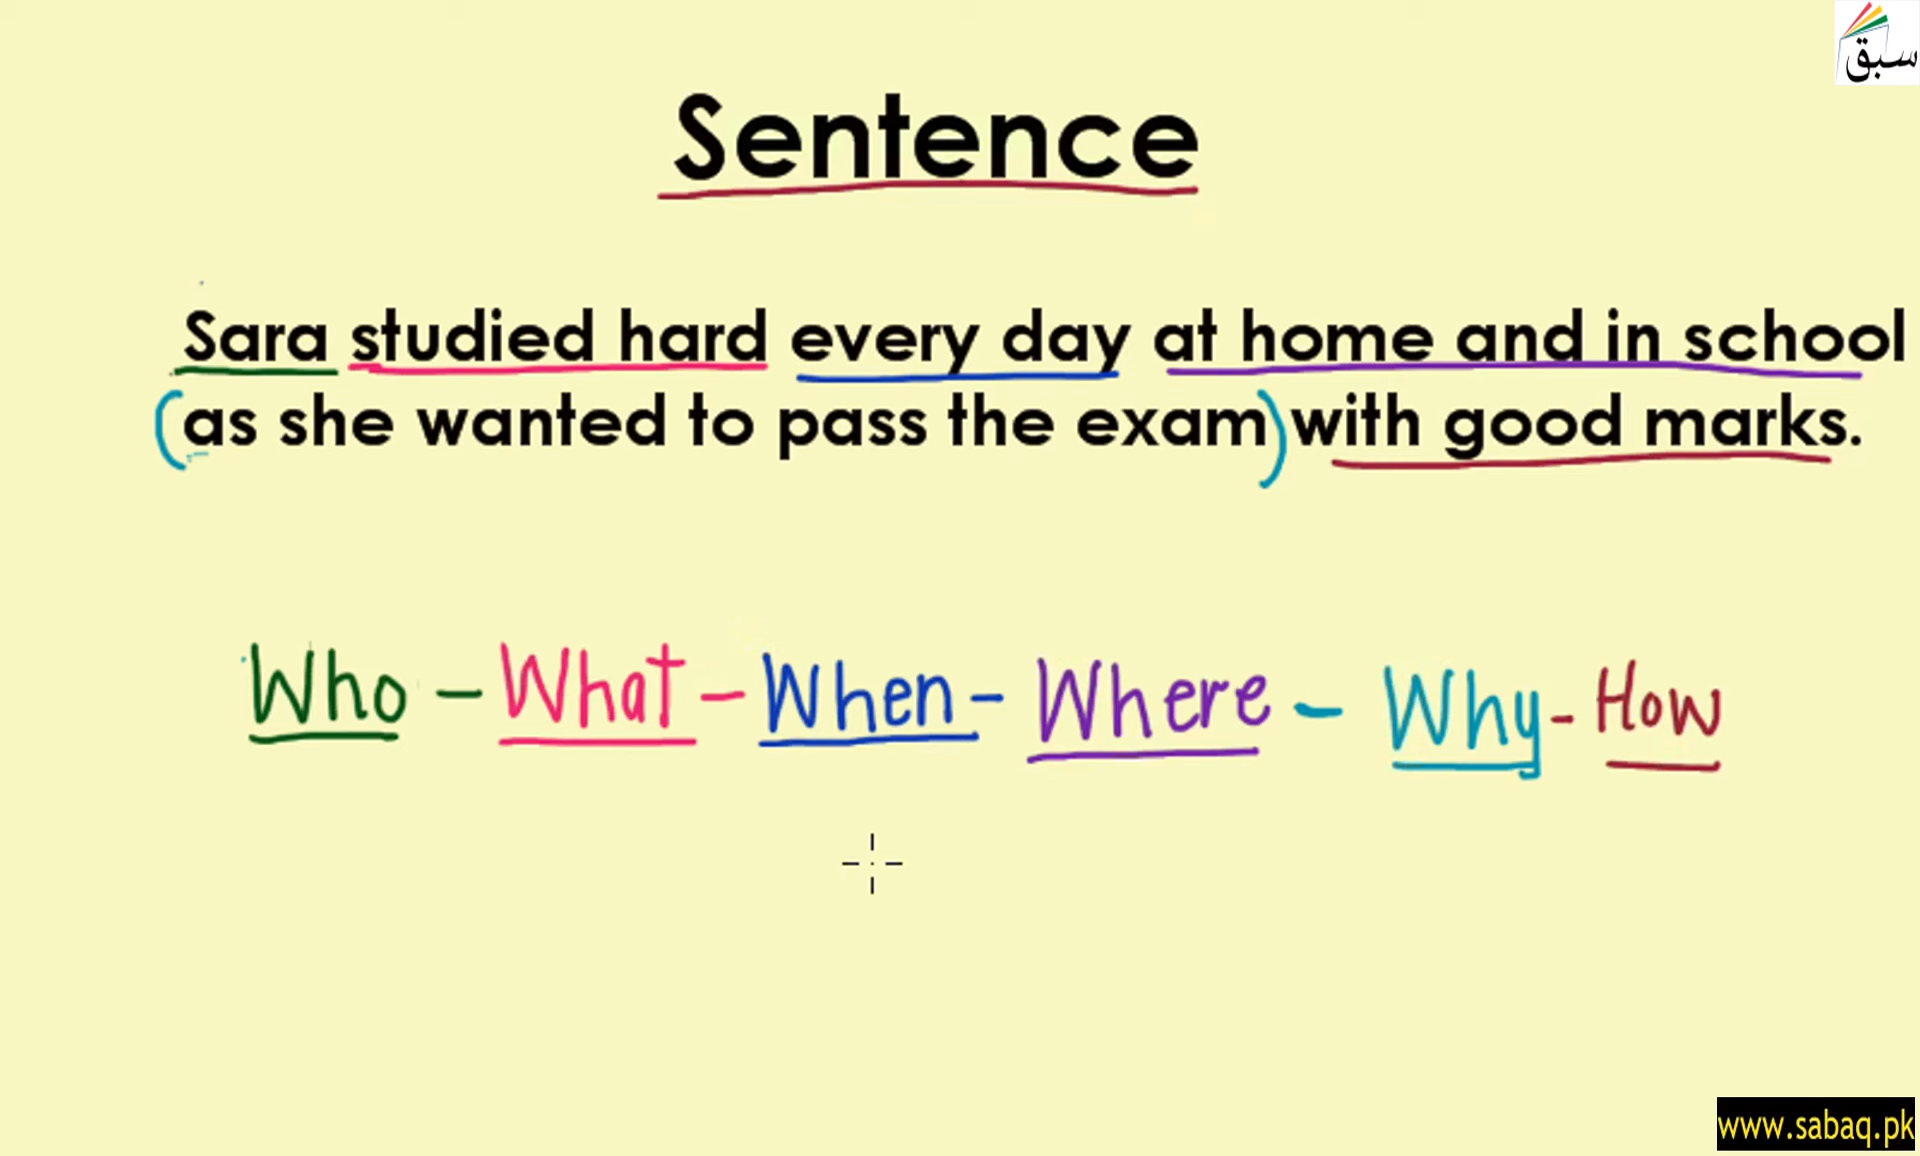 سبق
Sentence
Sara studied hard every day at home and in school
(as she wanted to pass the exam) with good marks.
Who - What - When - Where - Why - How
www.sabaq.pk